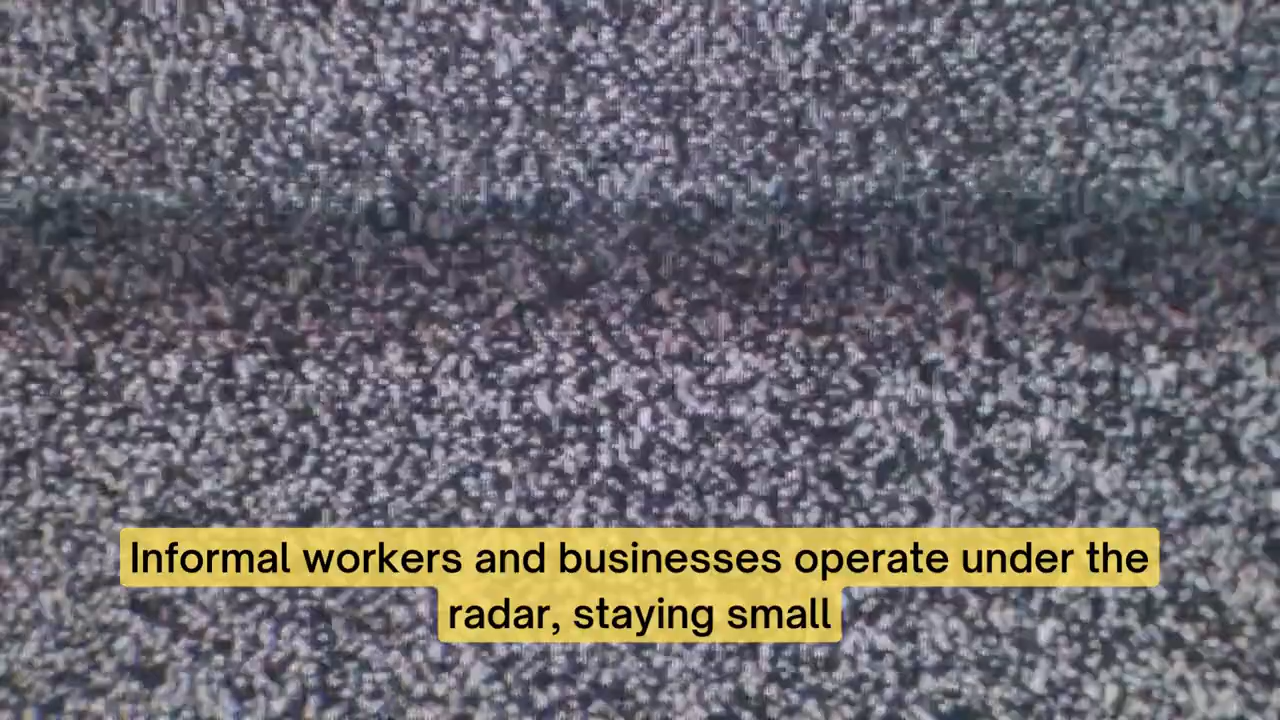 Informal workers and businesses operate under the
radar, staying small